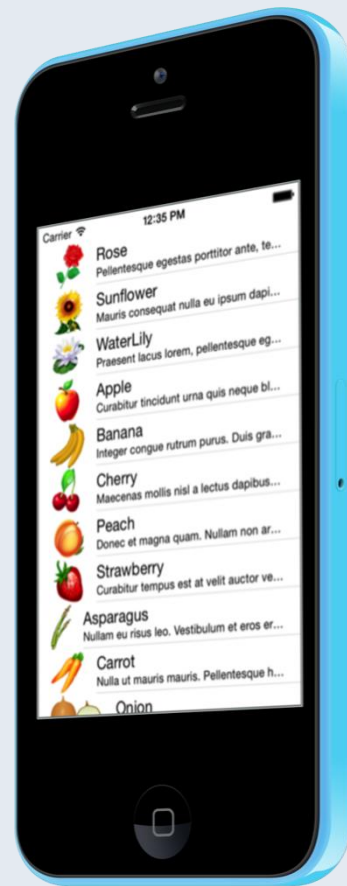 Carrier 12:35 PM
Rose
Pellentesque egestas porttitor ante, te...
Sunflower
Mauris consequat nulla eu ipsum dapi...
WaterLily
Praesent lacus lorem, pellentesque eg...
Apple
Curabitur tincidunt urna quis neque bl...
Banana
Integer congue rutrum purus. Duis gra...
Cherry
Maecenas mollis nisl a lectus dapibus...
Peach
Donec et magna quam. Nullam non ar...
Strawberry
Curabitur tempus est at velit auctor ve...
Asparagus
Nullam eu risus leo. Vestibulum et eros er...
Carrot
Nulla ut mauris mauris. Pellentesque h...
Onion